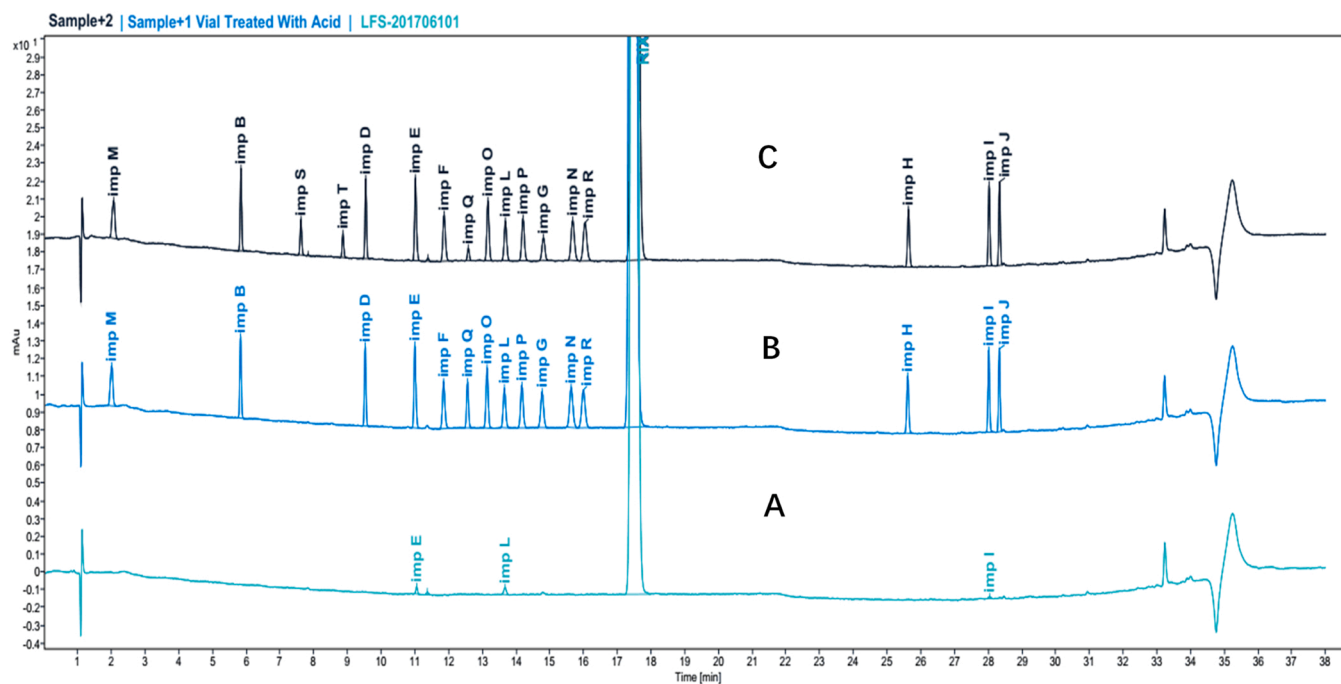 Sample+2 | Sample+1 Vial Treated With Acid | LFS-201706101
x10 1
2.9
2.8
2.7
2.6
2.5
2.4
2.3
2.2
2.1
2
1.9
1.8
1.7
1.6
1.5
1.4
1.3
1.2
1.1
1
0.9
0.8
0.7
0.6
0.5
0.4
0.3
0.2
0.1
0
-0.1
-0.2
-0.3
-0.4
mAu
imp M
imp B
imp S
imp T
imp D
imp E
imp F
imp Q
imp O
imp L
imp P
imp G
imp N
imp R
C
imp H
imp I
imp J
imp M
imp B
imp D
imp E
imp F
imp Q
imp O
imp L
imp P
imp G
imp N
imp R
B
imp H
imp I
imp J
A
imp E
imp L
imp I
1 2 3 4 5 6 7 8 9 10 11 12 13 14 15 16 17 18 19 20 21 22 23 24 25 26 27 28 29 30 31 32 33 34 35 36 37 38
Time [min]